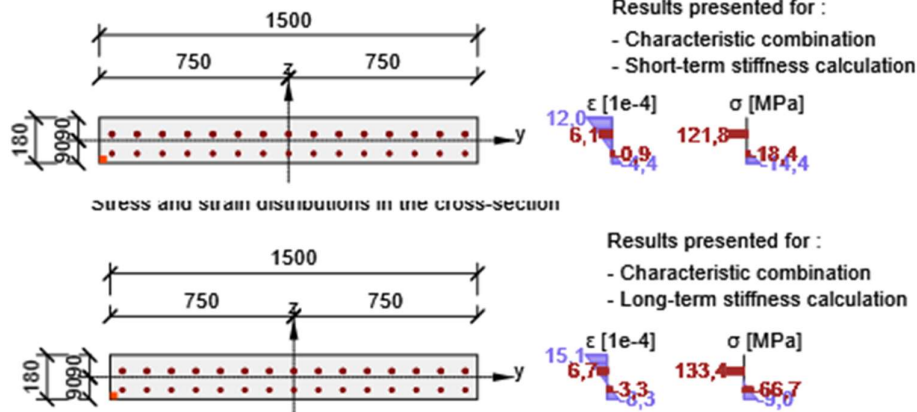 1500
Results presented for :
- Characteristic combination
- Short-term stiffness calculation
750
750
z
ε [1e-4]
σ [MPa]
180
90
90
y
12,0
6,1
-0,9
-4,4
121,8
-18,4
-14,4
Stress and strain distributions in the cross-section
1500
Results presented for :
- Characteristic combination
- Long-term stiffness calculation
750
750
z
ε [1e-4]
σ [MPa]
180
90
90
y
15,1
6,7
-3,3
-8,3
133,4
-66,7
-9,0